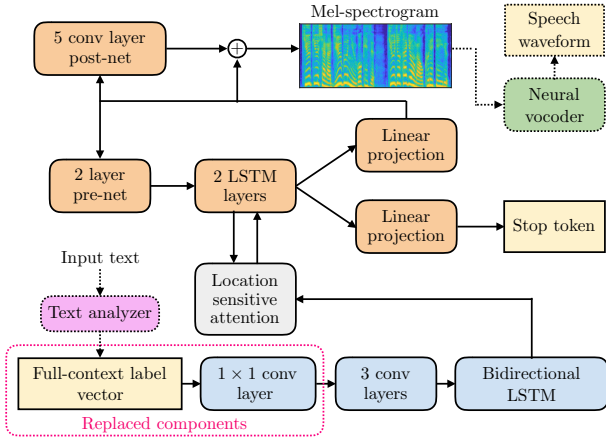 Mel-spectrogram
5 conv layer
post-net
+
Speech
waveform
Neural
vocoder
Linear
projection
2 layer
pre-net
2 LSTM
layers
Linear
projection
Stop token
Input text
Location
sensitive
attention
Text analyzer
Full-context label
vector
1 × 1 conv
layer
3 conv
layers
Bidirectional
LSTM
Replaced components